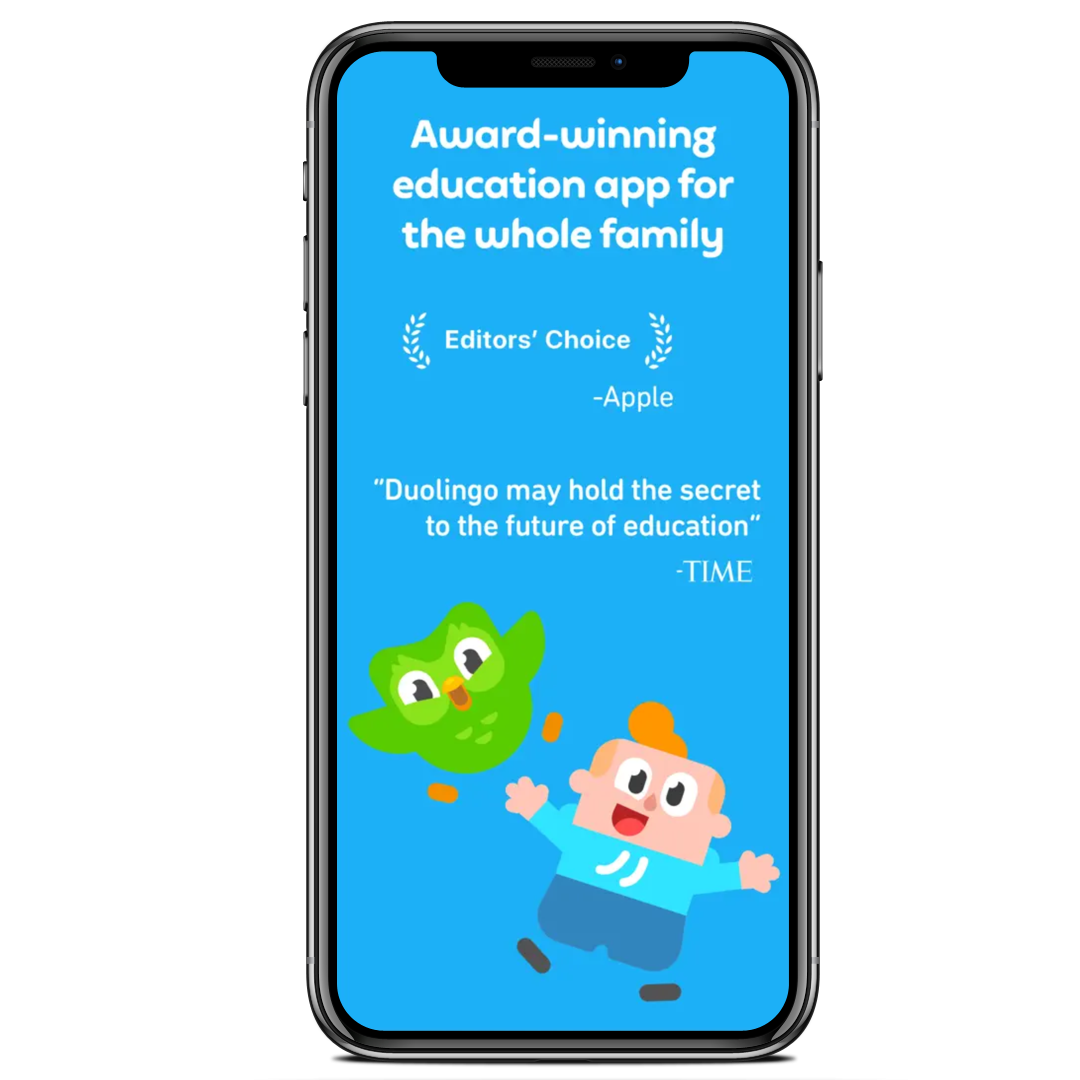 Award-winning
education app for
the whole family
Editors’ Choice
-Apple
“Duolingo may hold the secret
to the future of education”
-TIME